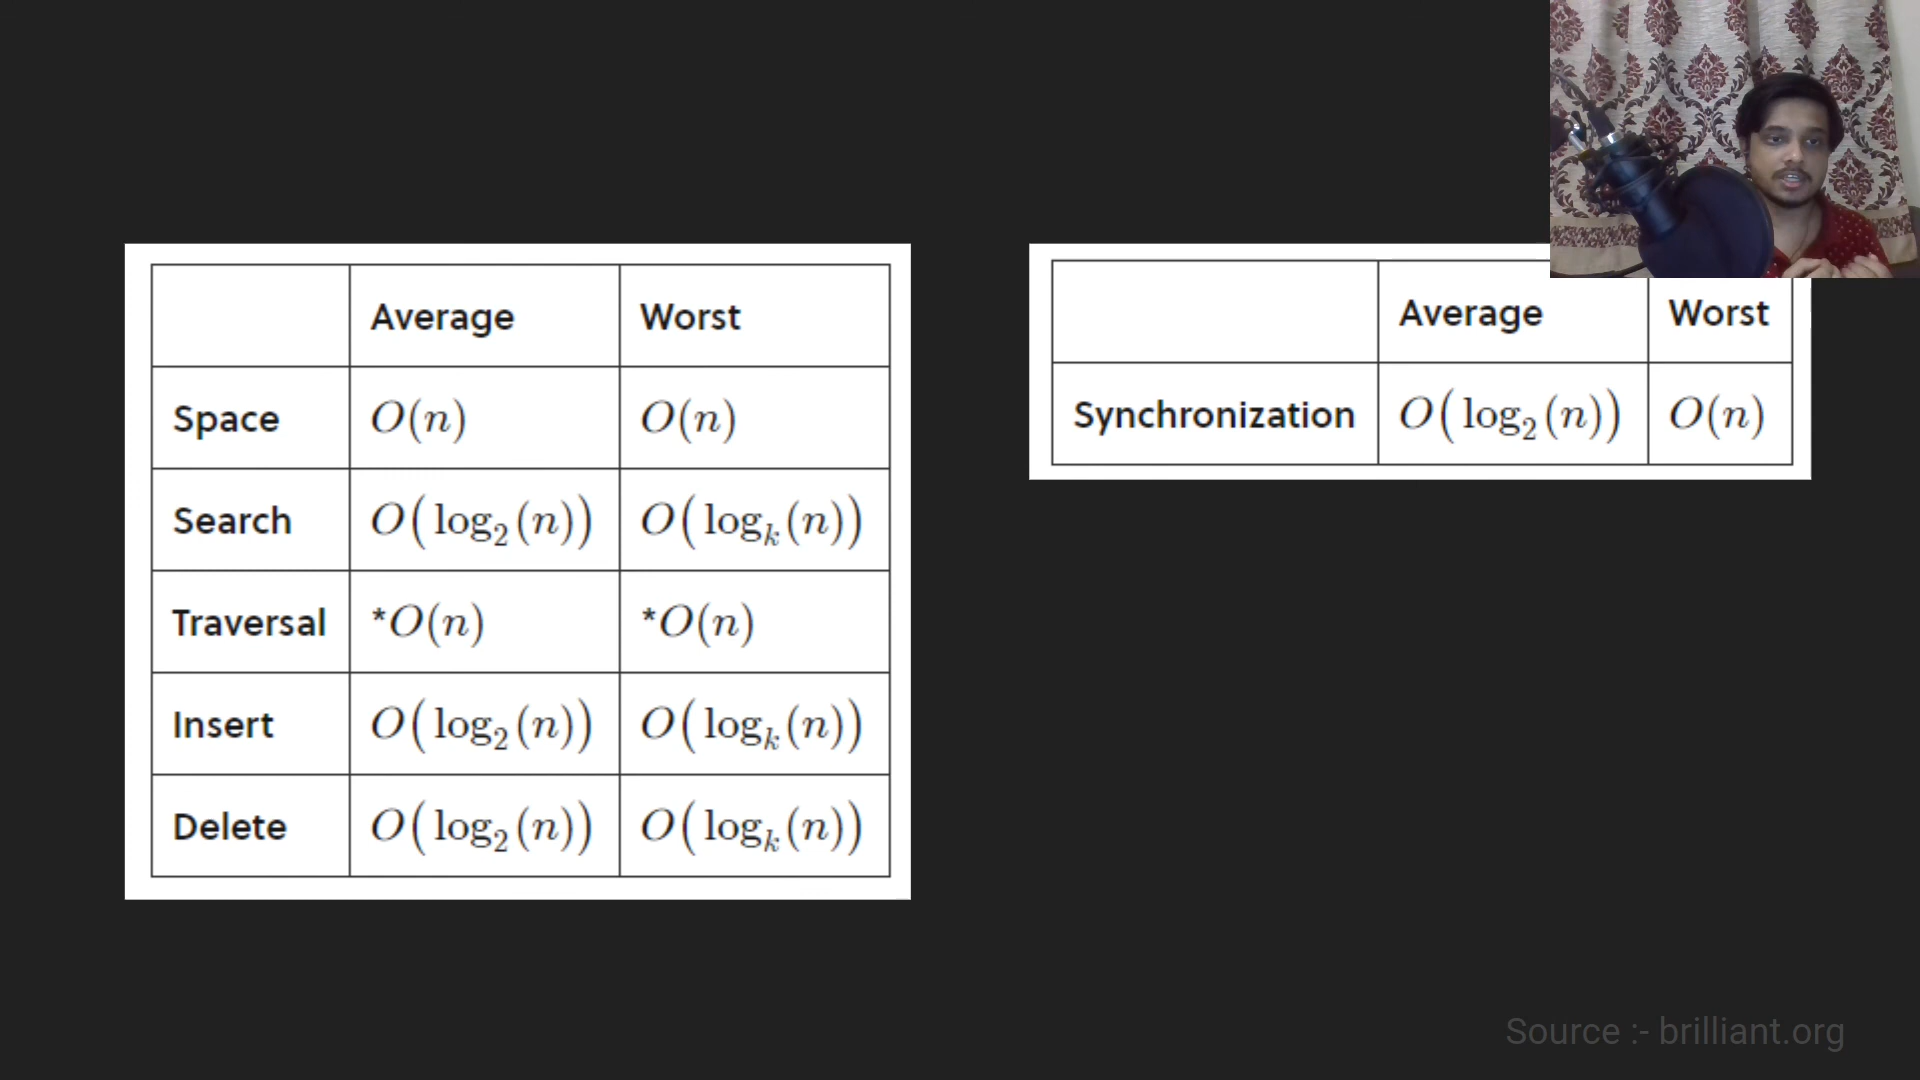 Average Worst
Space O(n) O(n)
Search O(log₂(n)) O(logₖ(n))
Traversal *O(n) *O(n)
Insert O(log₂(n)) O(logₖ(n))
Delete O(log₂(n)) O(logₖ(n))
Average Worst
Synchronization O(log₂(n)) O(n)
Source :- brilliant.org